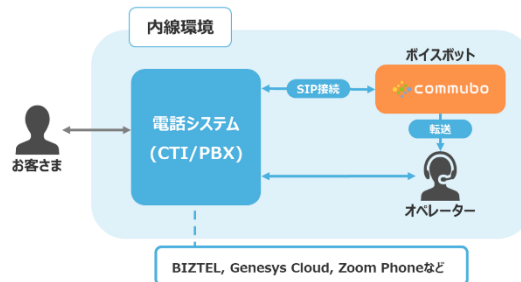 内線環境
ボイスボット
SIP接続
commubo
電話システム
(CTI/PBX)
転送
お客さま
オペレーター
BIZTEL, Genesys Cloud, Zoom Phoneなど